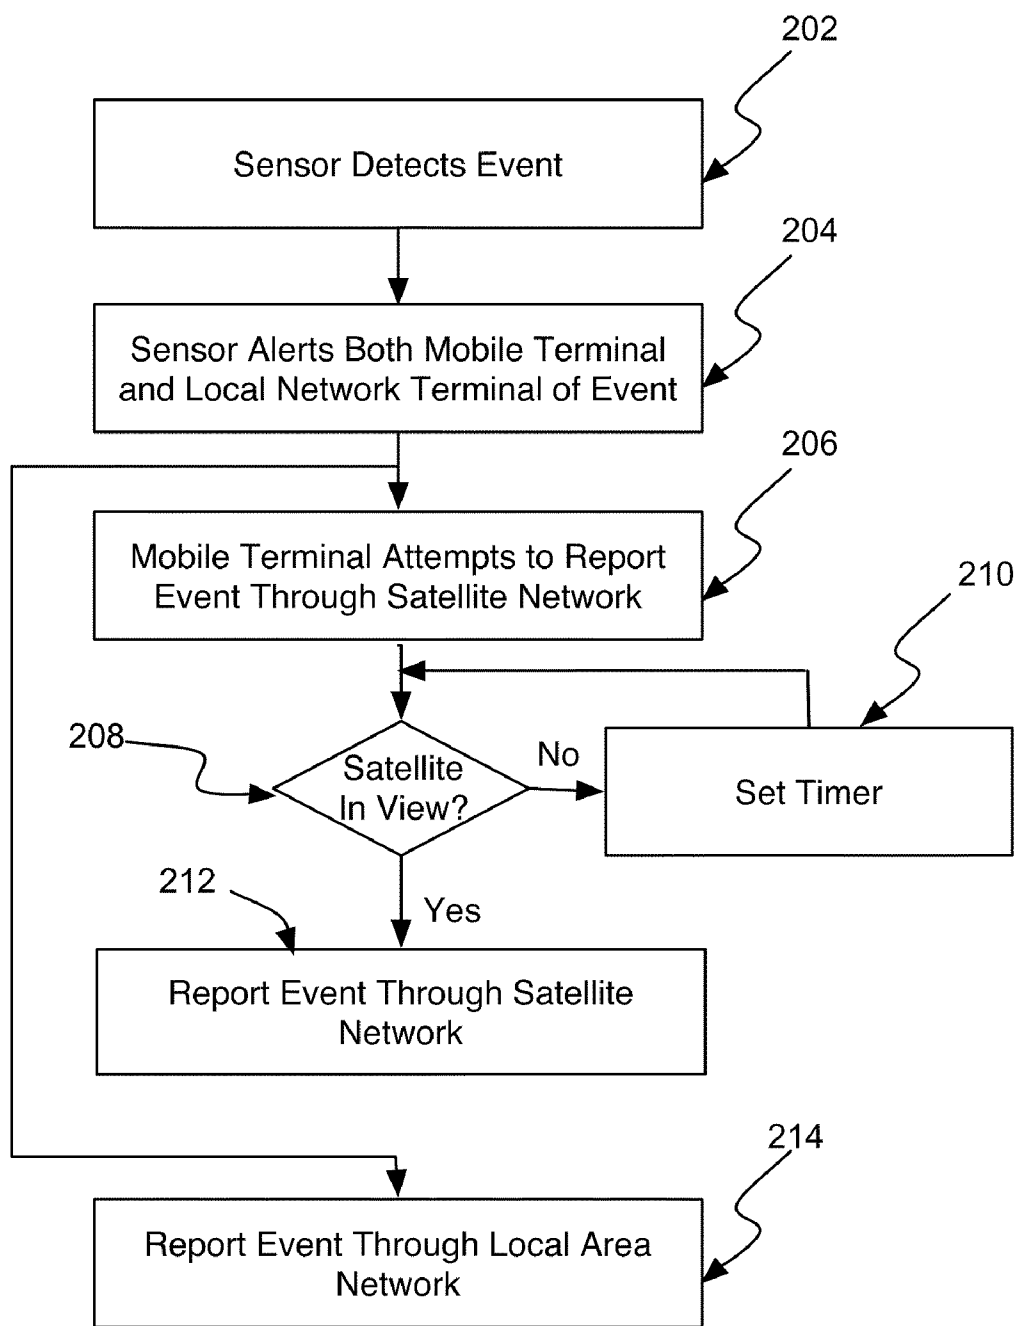 202
Sensor Detects Event
204
Sensor Alerts Both Mobile Terminal
and Local Network Terminal of Event
206
Mobile Terminal Attempts to Report
Event Through Satellite Network
210
208
Satellite
In View?
No
Set Timer
212
Yes
Report Event Through Satellite
Network
214
Report Event Through Local Area
Network